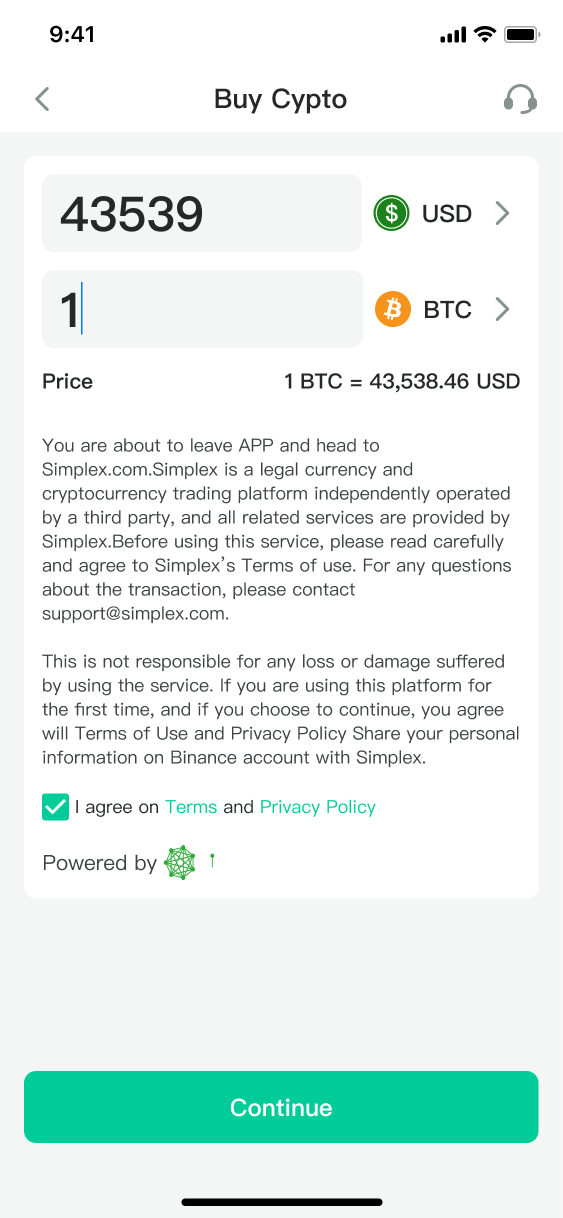 9:41
Buy Cypto
43539
USD
1
BTC
Price
1 BTC = 43,538.46 USD
You are about to leave APP and head to
Simplex.com.Simplex is a legal currency and
cryptocurrency trading platform independently operated
by a third party, and all related services are provided by
Simplex.Before using this service, please read carefully
and agree to Simplex's Terms of use. For any questions
about the transaction, please contact
support@simplex.com.
This is not responsible for any loss or damage suffered
by using the service. If you are using this platform for
the first time, and if you choose to continue, you agree
will Terms of Use and Privacy Policy Share your personal
information on Binance account with Simplex.
I agree on Terms and Privacy Policy
Powered by
Continue